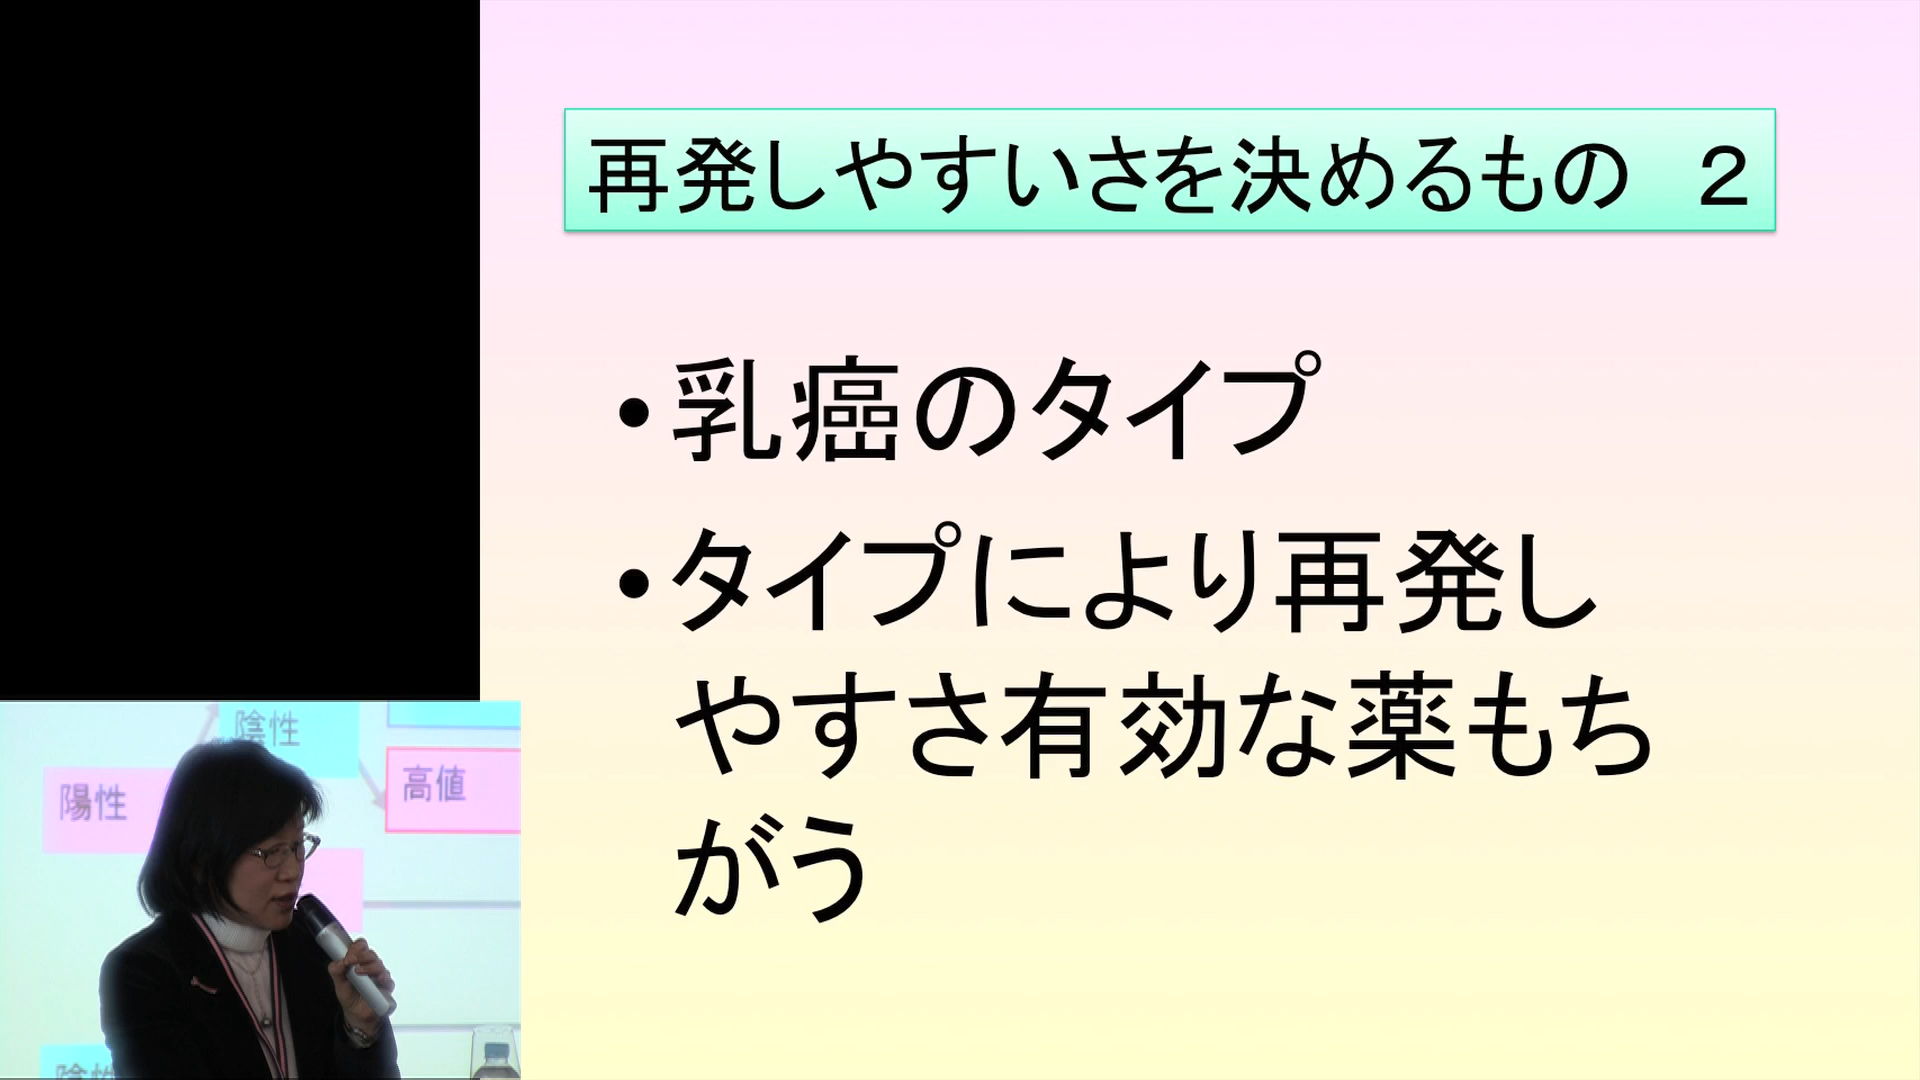 再発しやすいさを決めるもの　２
・乳癌のタイプ
・タイプにより再発し
やすさ有効な薬もち
がう
陰性
高値
陽性
陰性